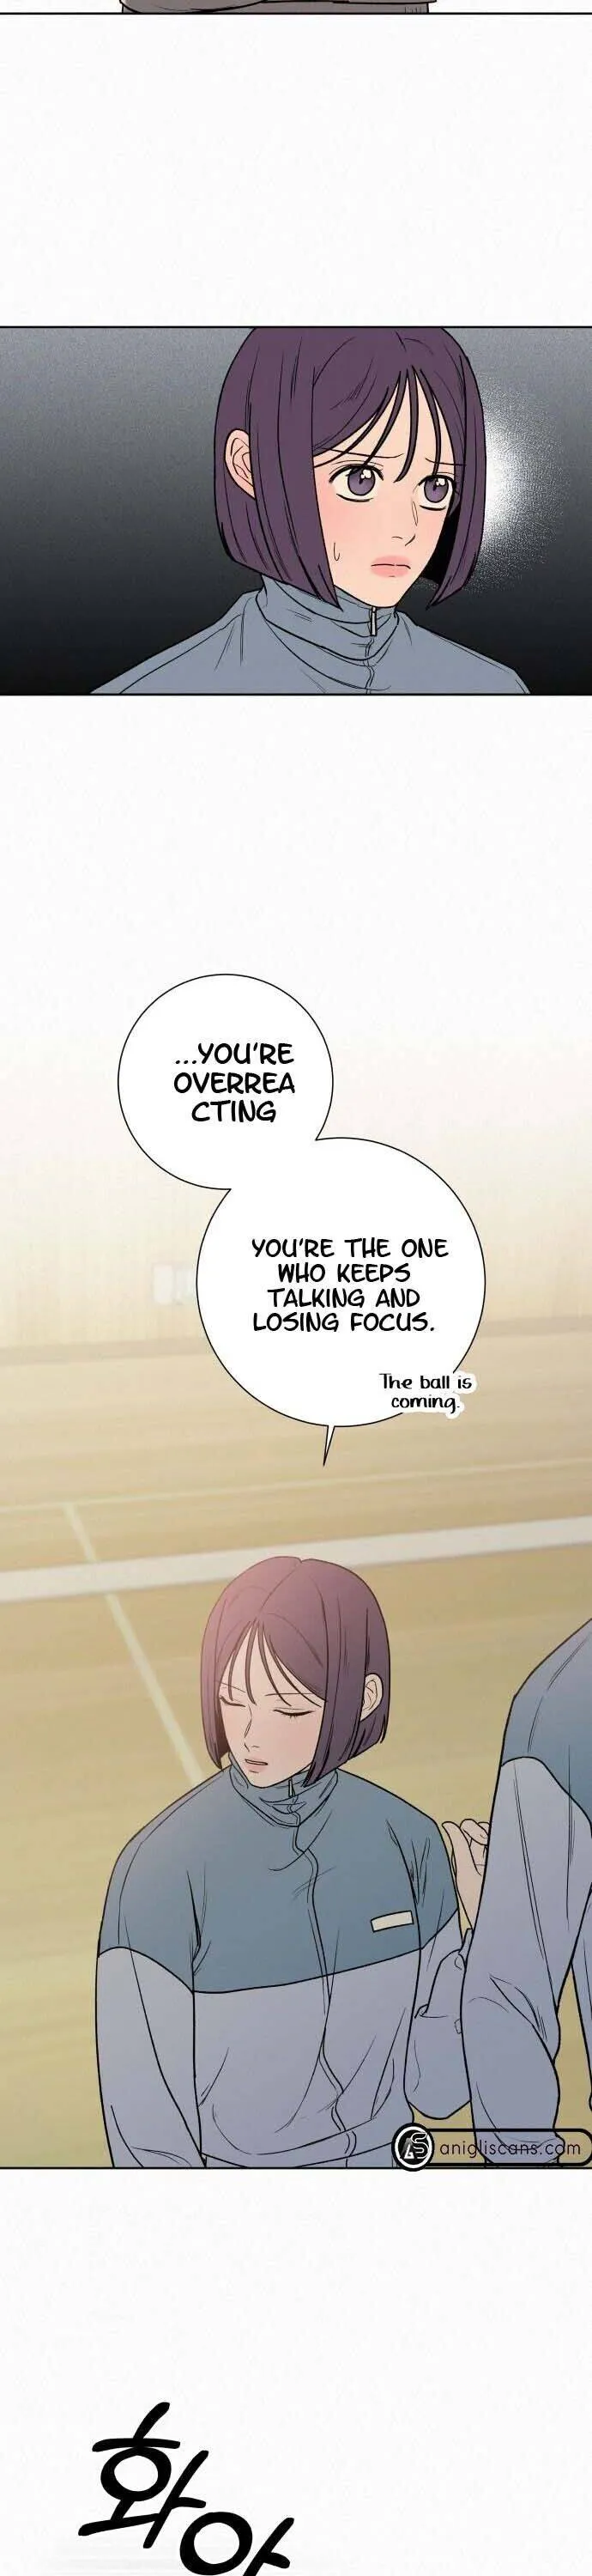 ...YOU'RE
OVERREA
CTING
YOU'RE THE ONE
WHO KEEPS
TALKING AND
LOSING FOCUS.
The ball is
coming.
AS anigliscans.com
화아